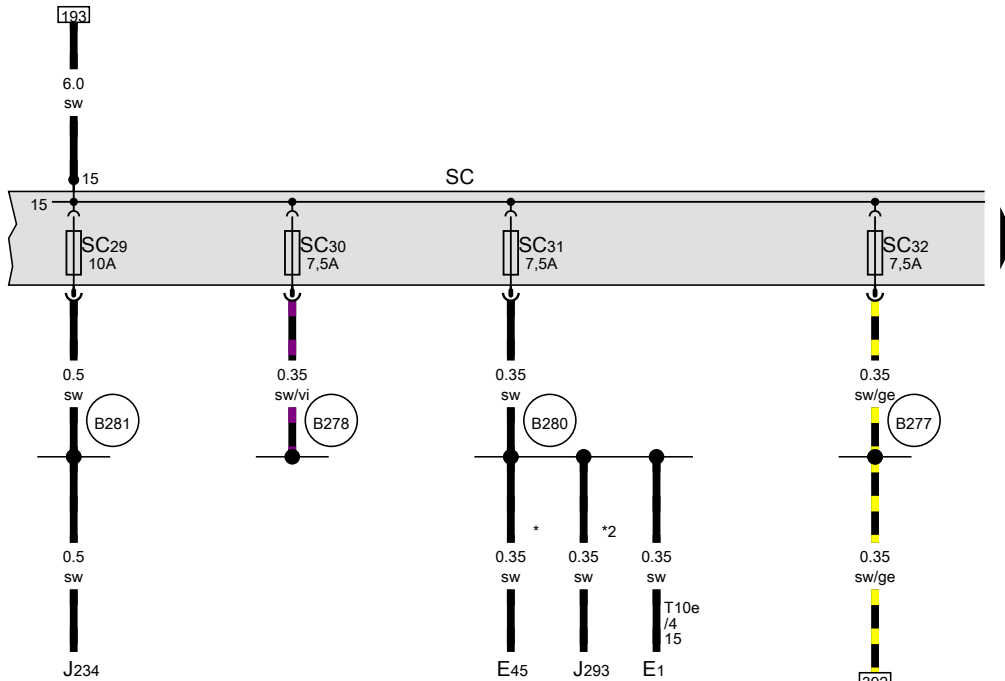 193
6.0
sw
15
SC
15
SC29
10A
SC30
7,5A
SC31
7,5A
SC32
7,5A
0.5
sw
0.35
sw/vi
0.35
sw
0.35
sw/ge
B281
B278
B280
B277
*
*2
0.5
sw
0.35
sw
0.35
sw
0.35
sw
0.35
sw/ge
T10e
/4
15
J234
E45
J293
E1